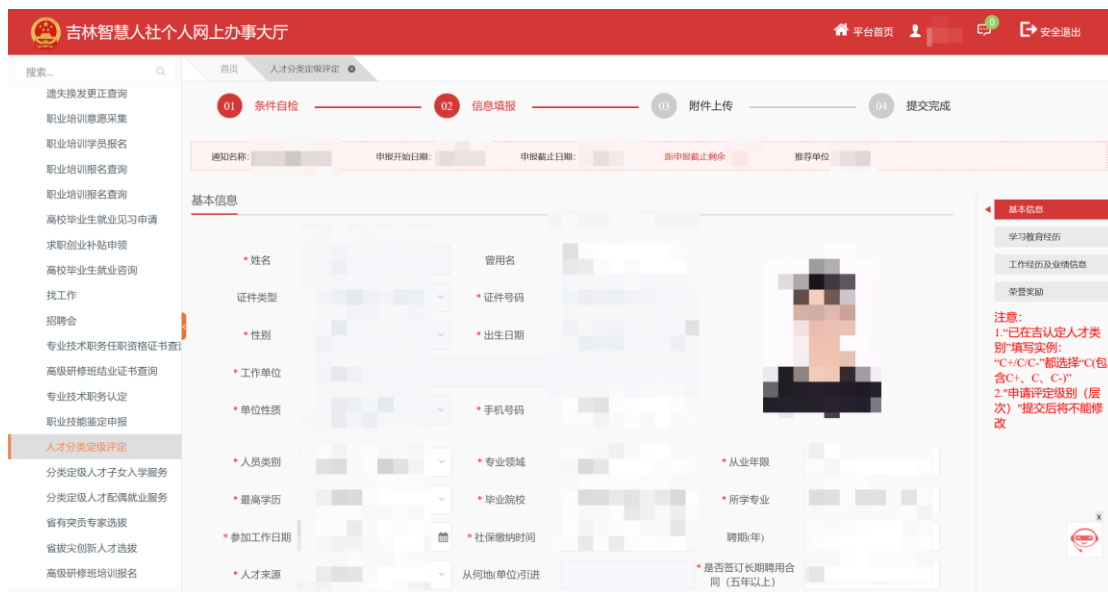 吉林智慧人社个人网上办事大厅
平台首页
0
安全退出
搜索...
首页
人才分类定级评定
遗失换发更正查询
职业培训意愿采集
职业培训学员报名
职业培训报名查询
职业培训报名查询
高校毕业生就业见习申请
求职创业补贴申领
高校毕业生就业咨询
找工作
招聘会
专业技术职务任职资格证书查询
高级研修班结业证书查询
专业技术职务认定
职业技能鉴定申报
人才分类定级评定
分类定级人才子女入学服务
分类定级人才配偶就业服务
省有突贡专家选拔
省拔尖创新人才选拔
高级研修班培训报名
01 条件自检
02 信息填报
03 附件上传
04 提交完成
通知名称: 申报开始日期: 申报截止日期: 距申报截止剩余 推荐单位
基本信息
* 姓名 曾用名
证件类型 * 证件号码
* 性别 * 出生日期
* 工作单位
* 单位性质 * 手机号码
* 人员类别 * 专业领域 * 从业年限
* 最高学历 * 毕业院校 * 所学专业
* 参加工作日期 * 社保缴纳时间 聘期(年)
* 人才来源 从何地(单位)引进 * 是否签订长期聘用合
同（五年以上）
基本信息
学习教育经历
工作经历及业绩信息
荣誉奖励
注意:
1."已在吉认定人才类
别"填写实例:
"C+/C/C-"都选择"C(包
含C+、C、C-)"
2."申请评定级别（层
次）"提交后将不能修
改
x